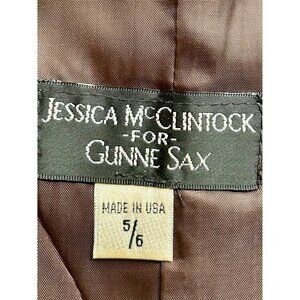 JESSICA MCCLINTOCK
-FOR-
GUNNE SAX
MADE IN USA
5/6